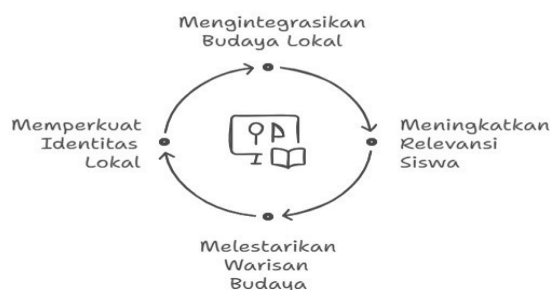 Mengintegrasikan
Budaya Lokal
Meningkatkan
Relevansi
Siswa
Melestarikan
Warisan
Budaya
Memperkuat
Identitas
Lokal